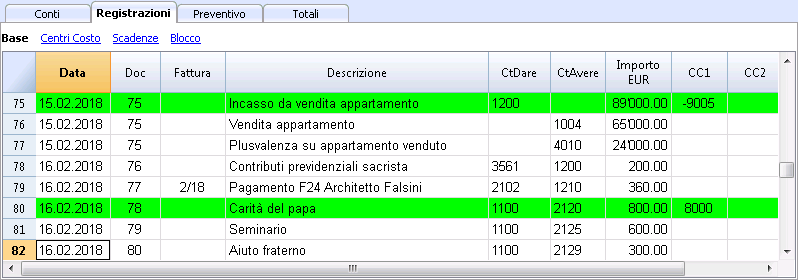 Conti Registrazioni Preventivo Totali
Base Centri Costo Scadenze Blocco
Data Doc Fattura Descrizione CtDare CtAvere Importo EUR CC1 CC2
75 15.02.2018 75 Incasso da vendita appartamento 1200 89'000.00 -9005
76 15.02.2018 75 Vendita appartamento 1004 65'000.00
77 15.02.2018 75 Plusvalenza su appartamento venduto 4010 24'000.00
78 16.02.2018 76 Contributi previdenziali sacrista 3561 1200 200.00
79 16.02.2018 77 2/18 Pagamento F24 Architetto Falsini 2102 1210 360.00
80 16.02.2018 78 Carità del papa 1100 2120 800.00 8000
81 16.02.2018 79 Seminario 1100 2125 600.00
82 16.02.2018 80 Aiuto fraterno 1100 2129 300.00